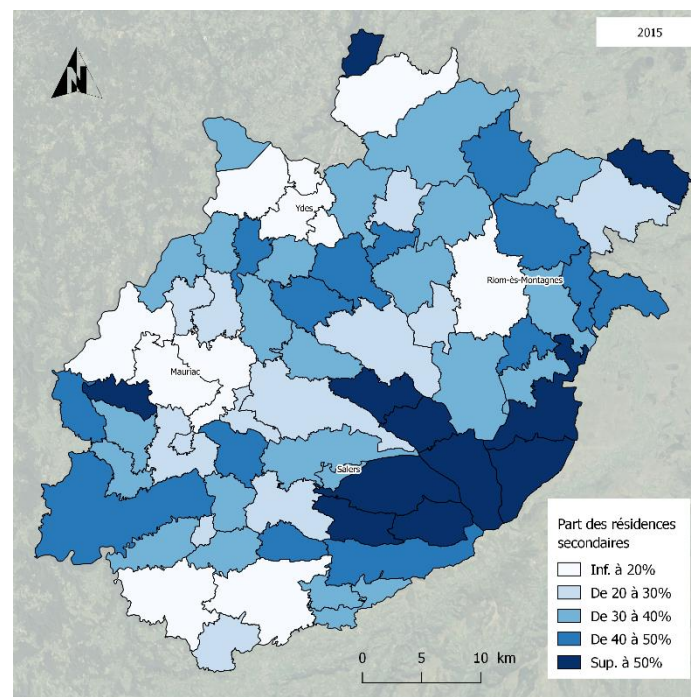 2015
N
Ydes
Riom-ès-Montagnes
Mauriac
Salers
Part des résidences
secondaires
Inf. à 20%
De 20 à 30%
De 30 à 40%
De 40 à 50%
Sup. à 50%
0 5 10 km